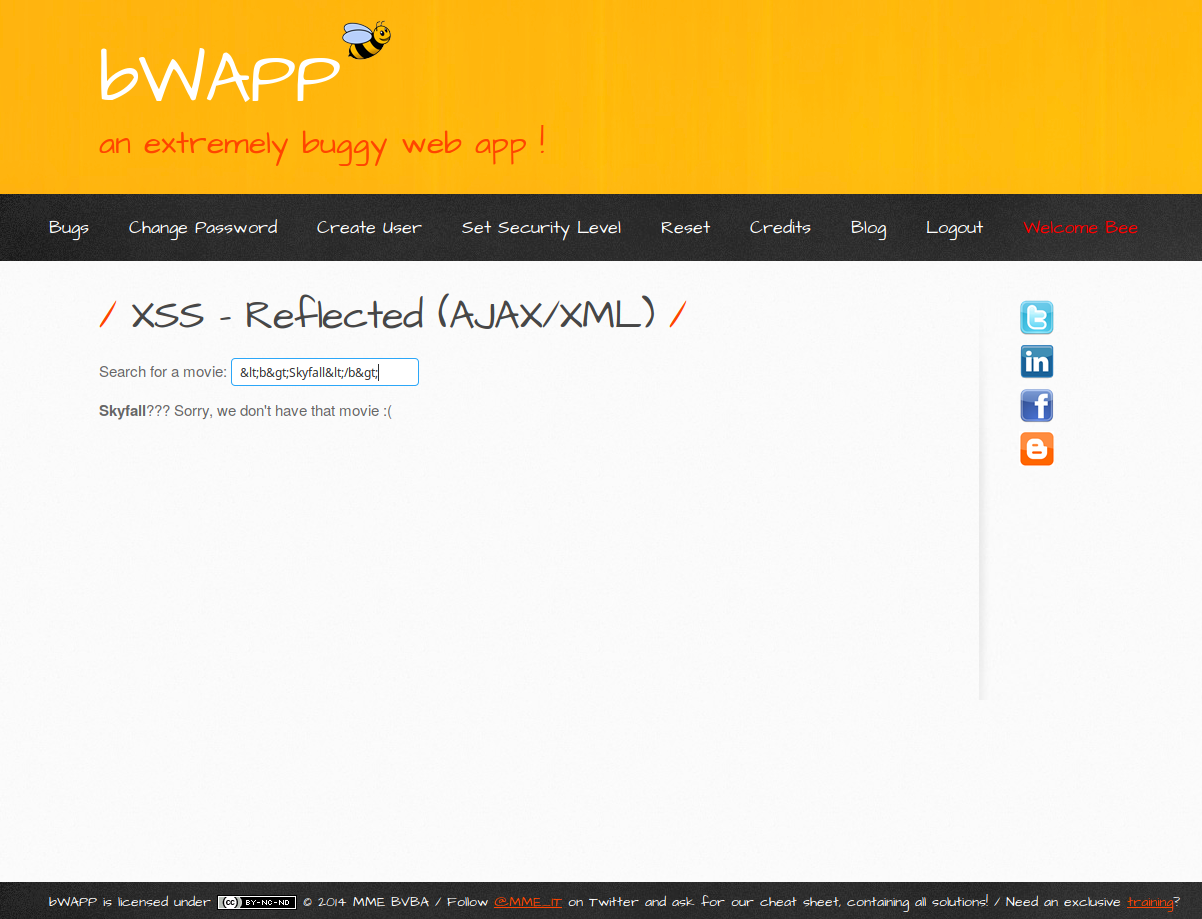 bWAPP
an extremely buggy web app !
Bugs Change Password Create User Set Security Level Reset Credits Blog Logout Welcome Bee
/ XSS - Reflected (AJAX/XML) /
Search for a movie: &lt;b&gt;Skyfall&lt;/b&gt;
Skyfall??? Sorry, we don't have that movie :(
in
f
bWAPP is licensed under (cc) BY-NC-ND © 2014 MME BVBA / Follow @MME_IT on Twitter and ask for our cheat sheet, containing all solutions! / Need an exclusive training?